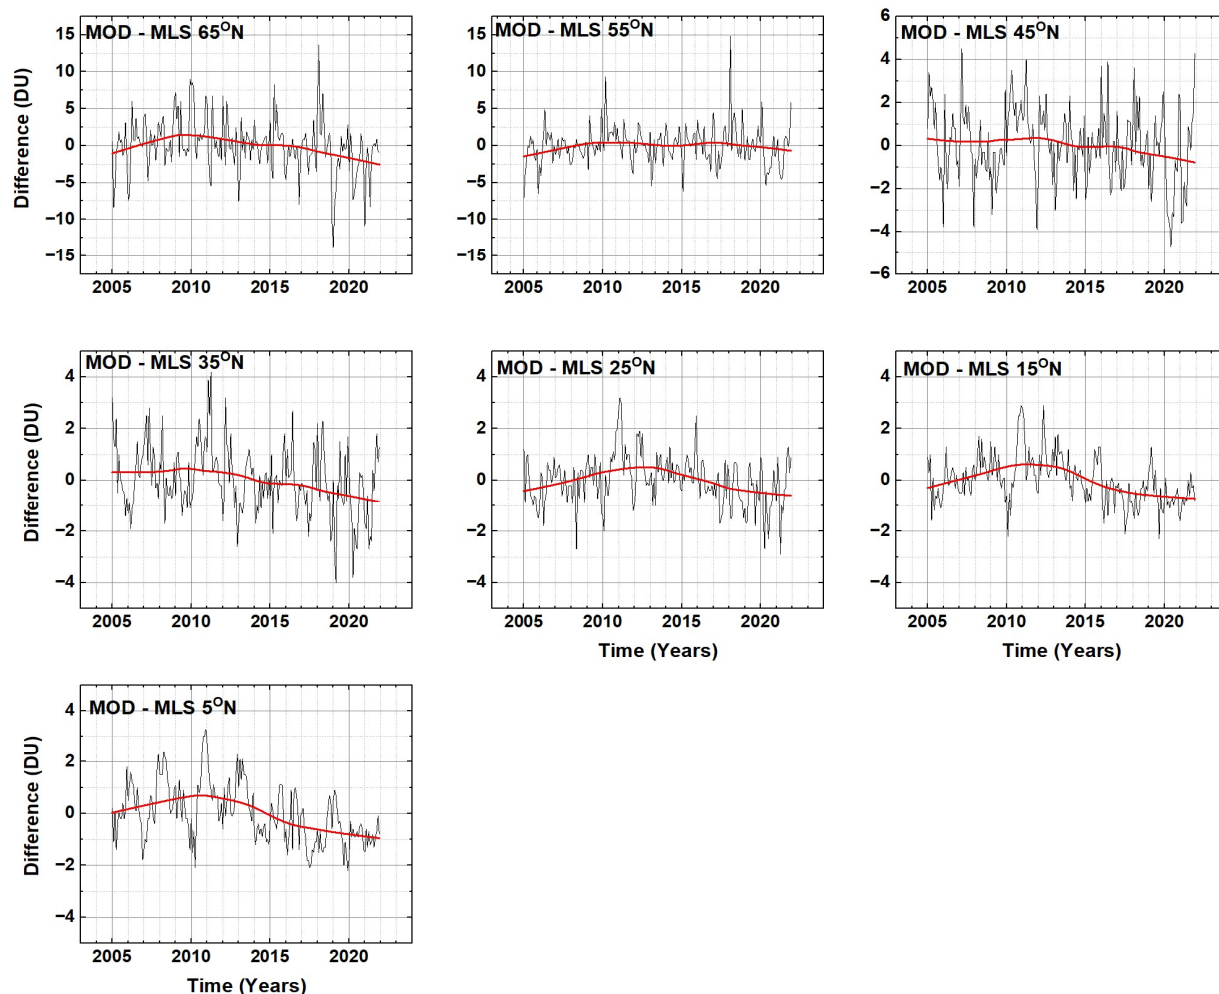 MOD - MLS 65ᴼN
Difference (DU)
15
10
5
0
−5
−10
−15
2005 2010 2015 2020
MOD - MLS 55ᴼN
15
10
5
0
−5
−10
−15
2005 2010 2015 2020
MOD - MLS 45ᴼN
6
4
2
0
−2
−4
−6
2005 2010 2015 2020
MOD - MLS 35ᴼN
Difference (DU)
4
2
0
−2
−4
2005 2010 2015 2020
MOD - MLS 25ᴼN
4
2
0
−2
−4
2005 2010 2015 2020
Time (Years)
MOD - MLS 15ᴼN
4
2
0
−2
−4
2005 2010 2015 2020
Time (Years)
MOD - MLS 5ᴼN
Difference (DU)
4
2
0
−2
−4
2005 2010 2015 2020
Time (Years)